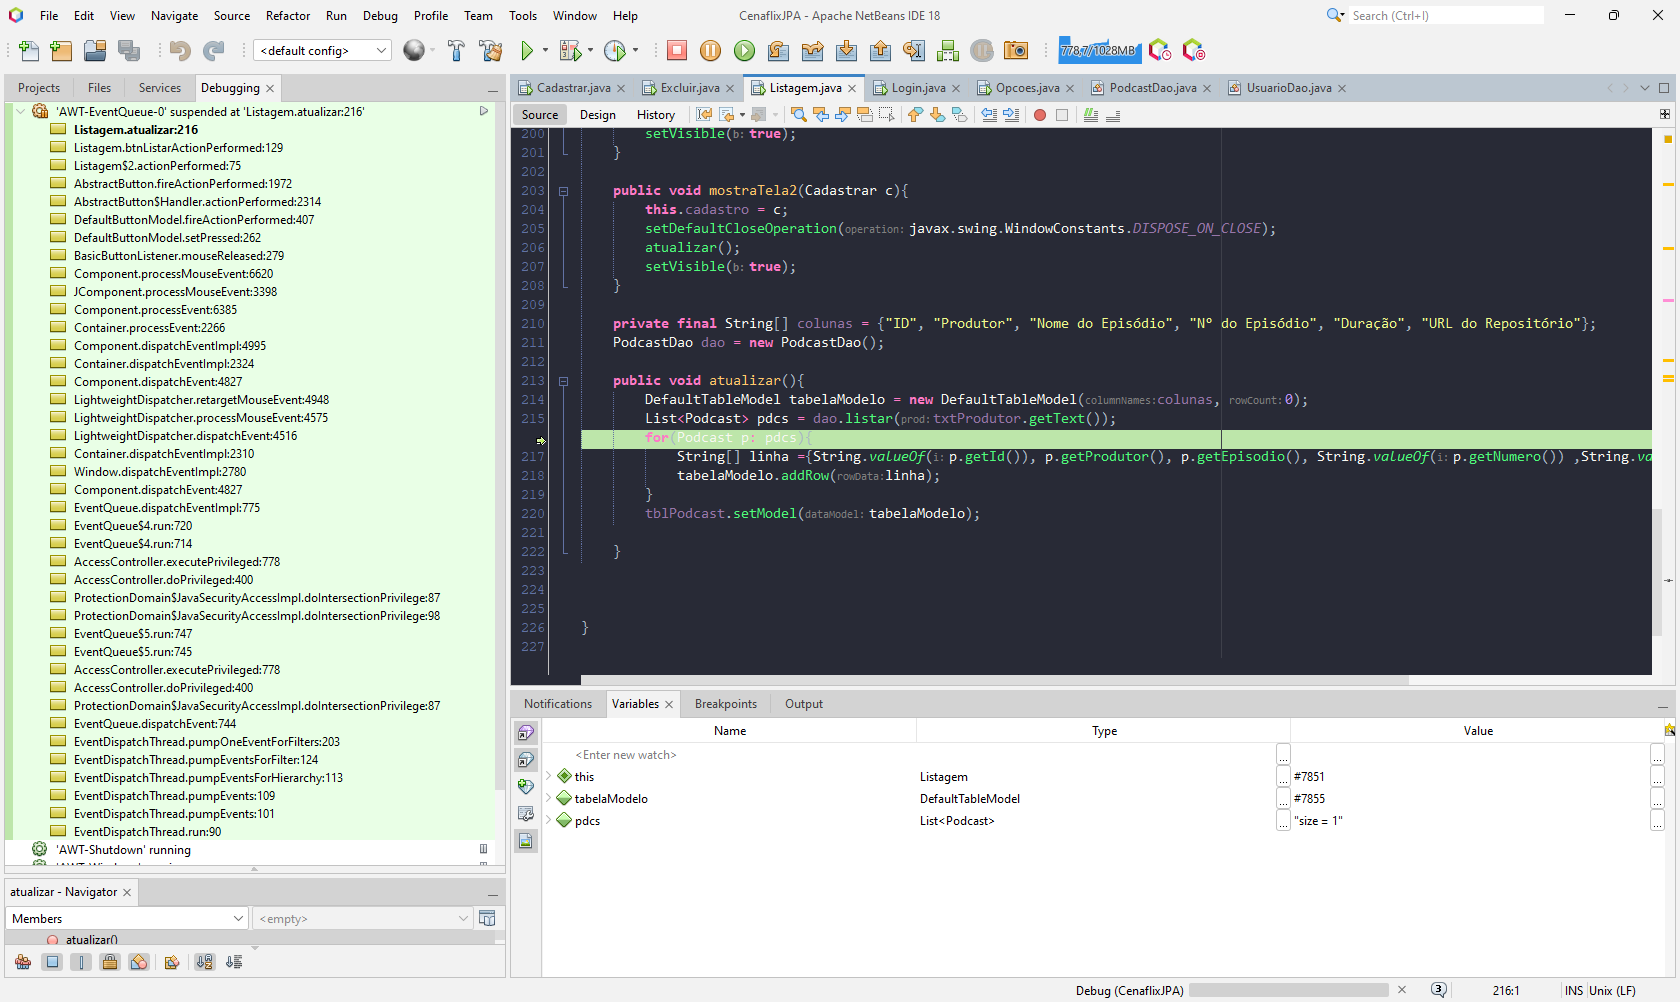 File Edit View Navigate Source Refactor Run Debug Profile Team Tools Window Help
CenaflixJPA - Apache NetBeans IDE 18
Search (Ctrl+I)
<default config>
778,7/1028MB
Projects Files Services Debugging
'AWT-EventQueue-0' suspended at 'Listagem.atualizar:216'
Listagem.atualizar:216
Listagem.btnListarActionPerformed:129
Listagem$2.actionPerformed:75
AbstractButton.fireActionPerformed:1972
AbstractButton$Handler.actionPerformed:2314
DefaultButtonModel.fireActionPerformed:407
DefaultButtonModel.setPressed:262
BasicButtonListener.mouseReleased:279
Component.processMouseEvent:6620
JComponent.processMouseEvent:3398
Component.processEvent:6385
Container.processEvent:2266
Component.dispatchEventImpl:4995
Container.dispatchEventImpl:2324
Component.dispatchEvent:4827
LightweightDispatcher.retargetMouseEvent:4948
LightweightDispatcher.processMouseEvent:4575
LightweightDispatcher.dispatchEvent:4516
Container.dispatchEventImpl:2310
Window.dispatchEventImpl:2780
Component.dispatchEvent:4827
EventQueue.dispatchEventImpl:775
EventQueue$4.run:720
EventQueue$4.run:714
AccessController.executePrivileged:778
AccessController.doPrivileged:400
ProtectionDomain$JavaSecurityAccessImpl.doIntersectionPrivilege:87
ProtectionDomain$JavaSecurityAccessImpl.doIntersectionPrivilege:98
EventQueue$5.run:747
EventQueue$5.run:745
AccessController.executePrivileged:778
AccessController.doPrivileged:400
ProtectionDomain$JavaSecurityAccessImpl.doIntersectionPrivilege:87
EventQueue.dispatchEvent:744
EventDispatchThread.pumpOneEventForFilters:203
EventDispatchThread.pumpEventsForFilter:124
EventDispatchThread.pumpEventsForHierarchy:113
EventDispatchThread.pumpEvents:109
EventDispatchThread.pumpEvents:101
EventDispatchThread.run:90
'AWT-Shutdown' running
atualizar - Navigator
Members <empty>
atualizar()
Cadastrar.java Excluir.java Listagem.java Login.java Opcoes.java PodcastDao.java UsuarioDao.java
Source Design History
200 setVisible(b: true);
201 }
202
203 public void mostraTela2(Cadastrar c){
204 this.cadastro = c;
205 setDefaultCloseOperation(operation: javax.swing.WindowConstants.DISPOSE_ON_CLOSE);
206 atualizar();
207 setVisible(b: true);
208 }
209
210 private final String[] colunas = {"ID", "Produtor", "Nome do Episódio", "Nº do Episódio", "Duração", "URL do Repositório"};
211 PodcastDao dao = new PodcastDao();
212
213 public void atualizar(){
214 DefaultTableModel tabelaModelo = new DefaultTableModel(columnNames:colunas, rowCount:0);
215 List<Podcast> pdcs = dao.listar(prod:txtProdutor.getText());
for(Podcast p: pdcs){
217 String[] linha ={String.valueOf(i:p.getId()), p.getProdutor(), p.getEpisodio(), String.valueOf(i:p.getNumero()) ,String.va
218 tabelaModelo.addRow(rowData:linha);
219 }
220 tblPodcast.setModel(dataModel: tabelaModelo);
221
222 }
223
224
225
226 }
227
Notifications Variables Breakpoints Output
Name Type Value
<Enter new watch> ... ...
this Listagem ... #7851 ...
tabelaModelo DefaultTableModel ... #7855 ...
pdcs List<Podcast> ... "size = 1" ...
Debug (CenaflixJPA) 3 216:1 INS Unix (LF)